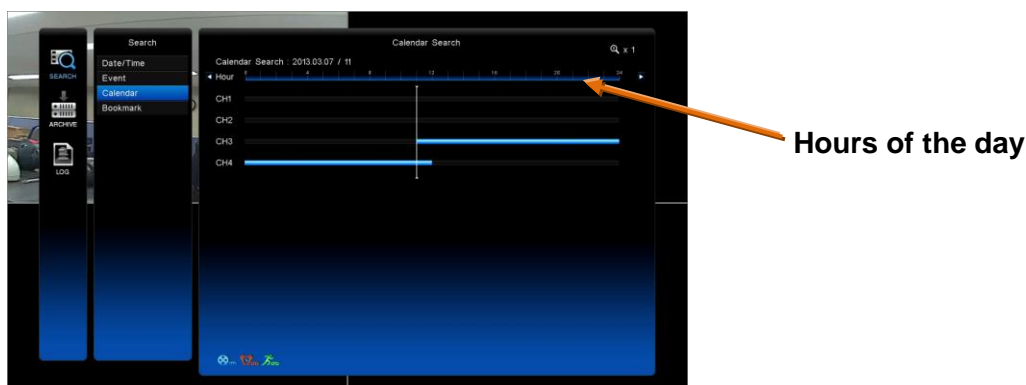 Search
Calendar Search
x 1
SEARCH
Date/Time
Event
Calendar
Bookmark
ARCHIVE
LOG
Calendar Search : 2013.03.07 / 11
Hour
0 4 8 12 16 20 24
CH1
CH2
CH3
CH4
Hours of the day